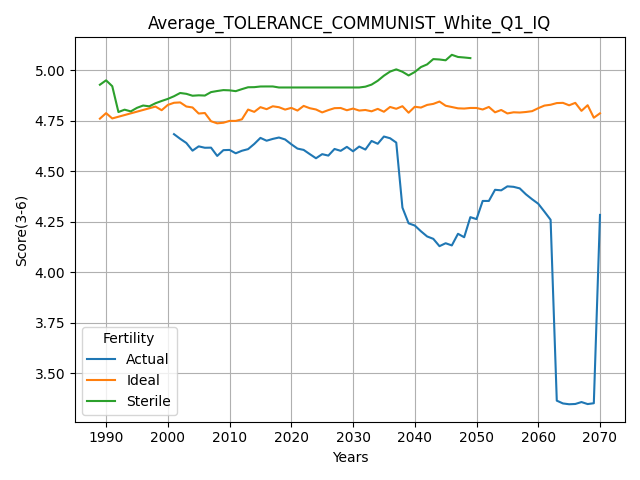 Average_TOLERANCE_COMMUNIST_White_Q1_IQ
Score(3-6)
5.00
4.75
4.50
4.25
4.00
3.75
3.50
Fertility
Actual
Ideal
Sterile
1990 2000 2010 2020 2030 2040 2050 2060 2070
Years